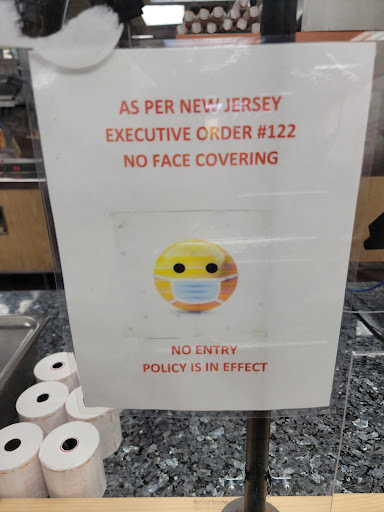 AS PER NEW JERSEY
EXECUTIVE ORDER #122
NO FACE COVERING
NO ENTRY
POLICY IS IN EFFECT